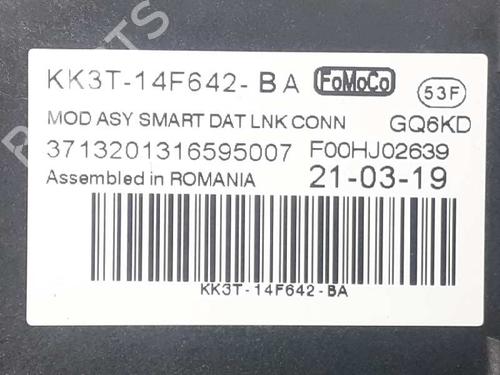 KK3T-14F642-BA FoMoCo 53F
MOD ASY SMART DAT LNK CONN GQ6KD
3713201316595007 F00HJ02639
Assembled in ROMANIA 21-03-19
KK3T-14F642-BA